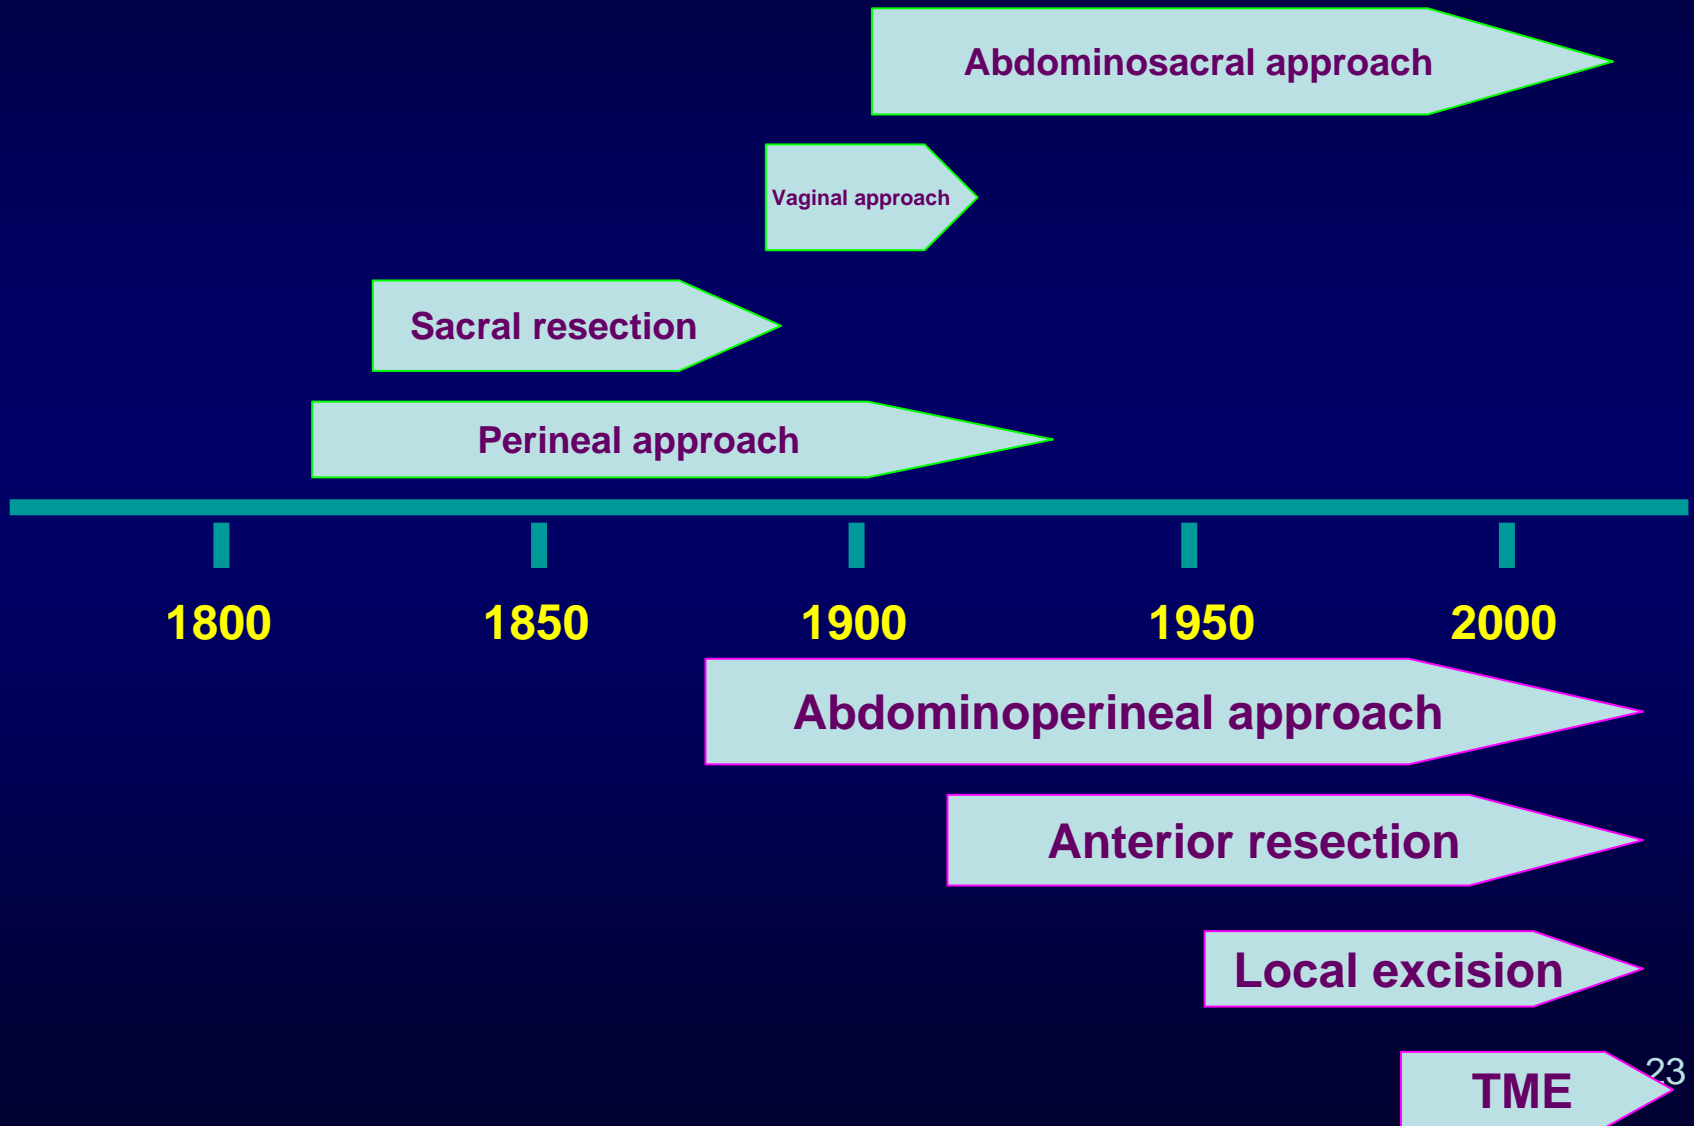 Abdominosacral approach
Vaginal approach
Sacral resection
Perineal approach
1800 1850 1900 1950 2000
Abdominoperineal approach
Anterior resection
Local excision
TME
23